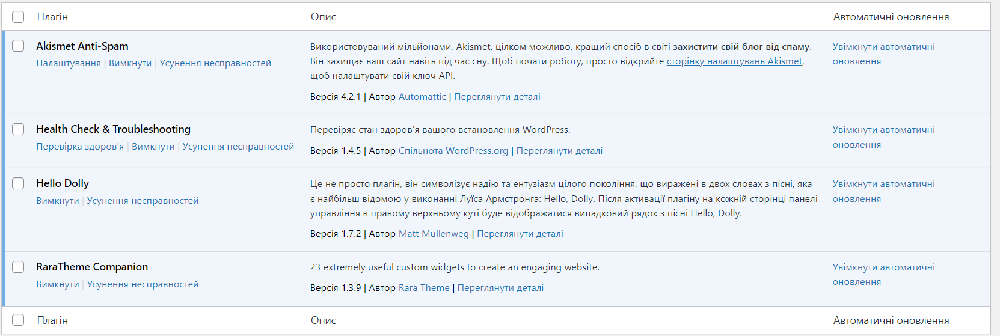 Плагін Опис Автоматичні оновлення
Akismet Anti-Spam
Налаштування | Вимкнути | Усунення несправностей
Використовуваний мільйонами, Akismet, цілком можливо, кращий спосіб в світі захистити свій блог від спаму.
Він захищає ваш сайт навіть під час сну. Щоб почати роботу, просто відкрийте сторінку налаштувань Akismet,
щоб налаштувати свій ключ API.
Версія 4.2.1 | Автор Automattic | Переглянути деталі
Увімкнути автоматичні
оновлення
Health Check & Troubleshooting
Перевірка здоров'я | Вимкнути | Усунення несправностей
Перевіряє стан здоров'я вашого встановлення WordPress.
Версія 1.4.5 | Автор Спільнота WordPress.org | Переглянути деталі
Увімкнути автоматичні
оновлення
Hello Dolly
Вимкнути | Усунення несправностей
Це не просто плагін, він символізує надію та ентузіазм цілого покоління, що виражені в двох словах з пісні, яка
є найбільш відомою у виконанні Луїса Армстронга: Hello, Dolly. Після активації плагіну на кожній сторінці панелі
управління в правому верхньому куті буде відображатися випадковий рядок з пісні Hello, Dolly.
Версія 1.7.2 | Автор Matt Mullenweg | Переглянути деталі
Увімкнути автоматичні
оновлення
RaraTheme Companion
Вимкнути | Усунення несправностей
23 extremely useful custom widgets to create an engaging website.
Версія 1.3.9 | Автор Rara Theme | Переглянути деталі
Увімкнути автоматичні
оновлення
Плагін Опис Автоматичні оновлення